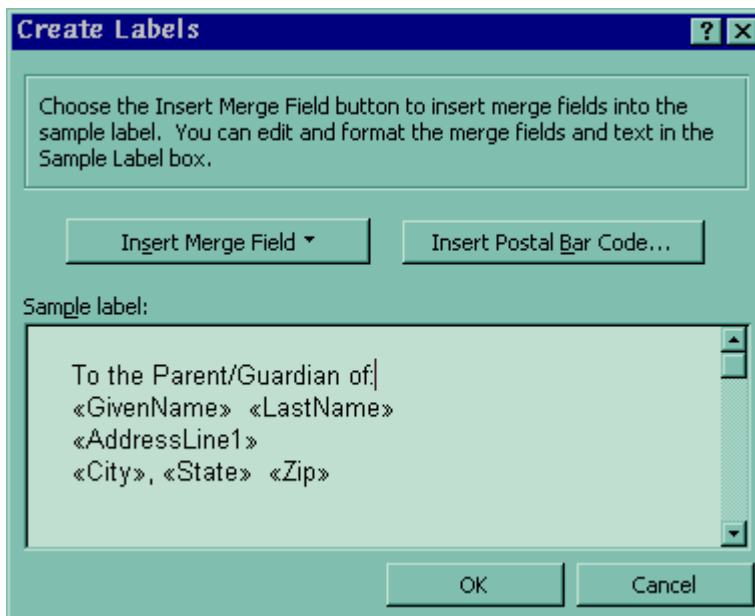 Create Labels
Choose the Insert Merge Field button to insert merge fields into the
sample label. You can edit and format the merge fields and text in the
Sample Label box.
Insert Merge Field
Insert Postal Bar Code...
Sample label:
To the Parent/Guardian of:
«GivenName» «LastName»
«AddressLine1»
«City», «State» «Zip»
OK
Cancel